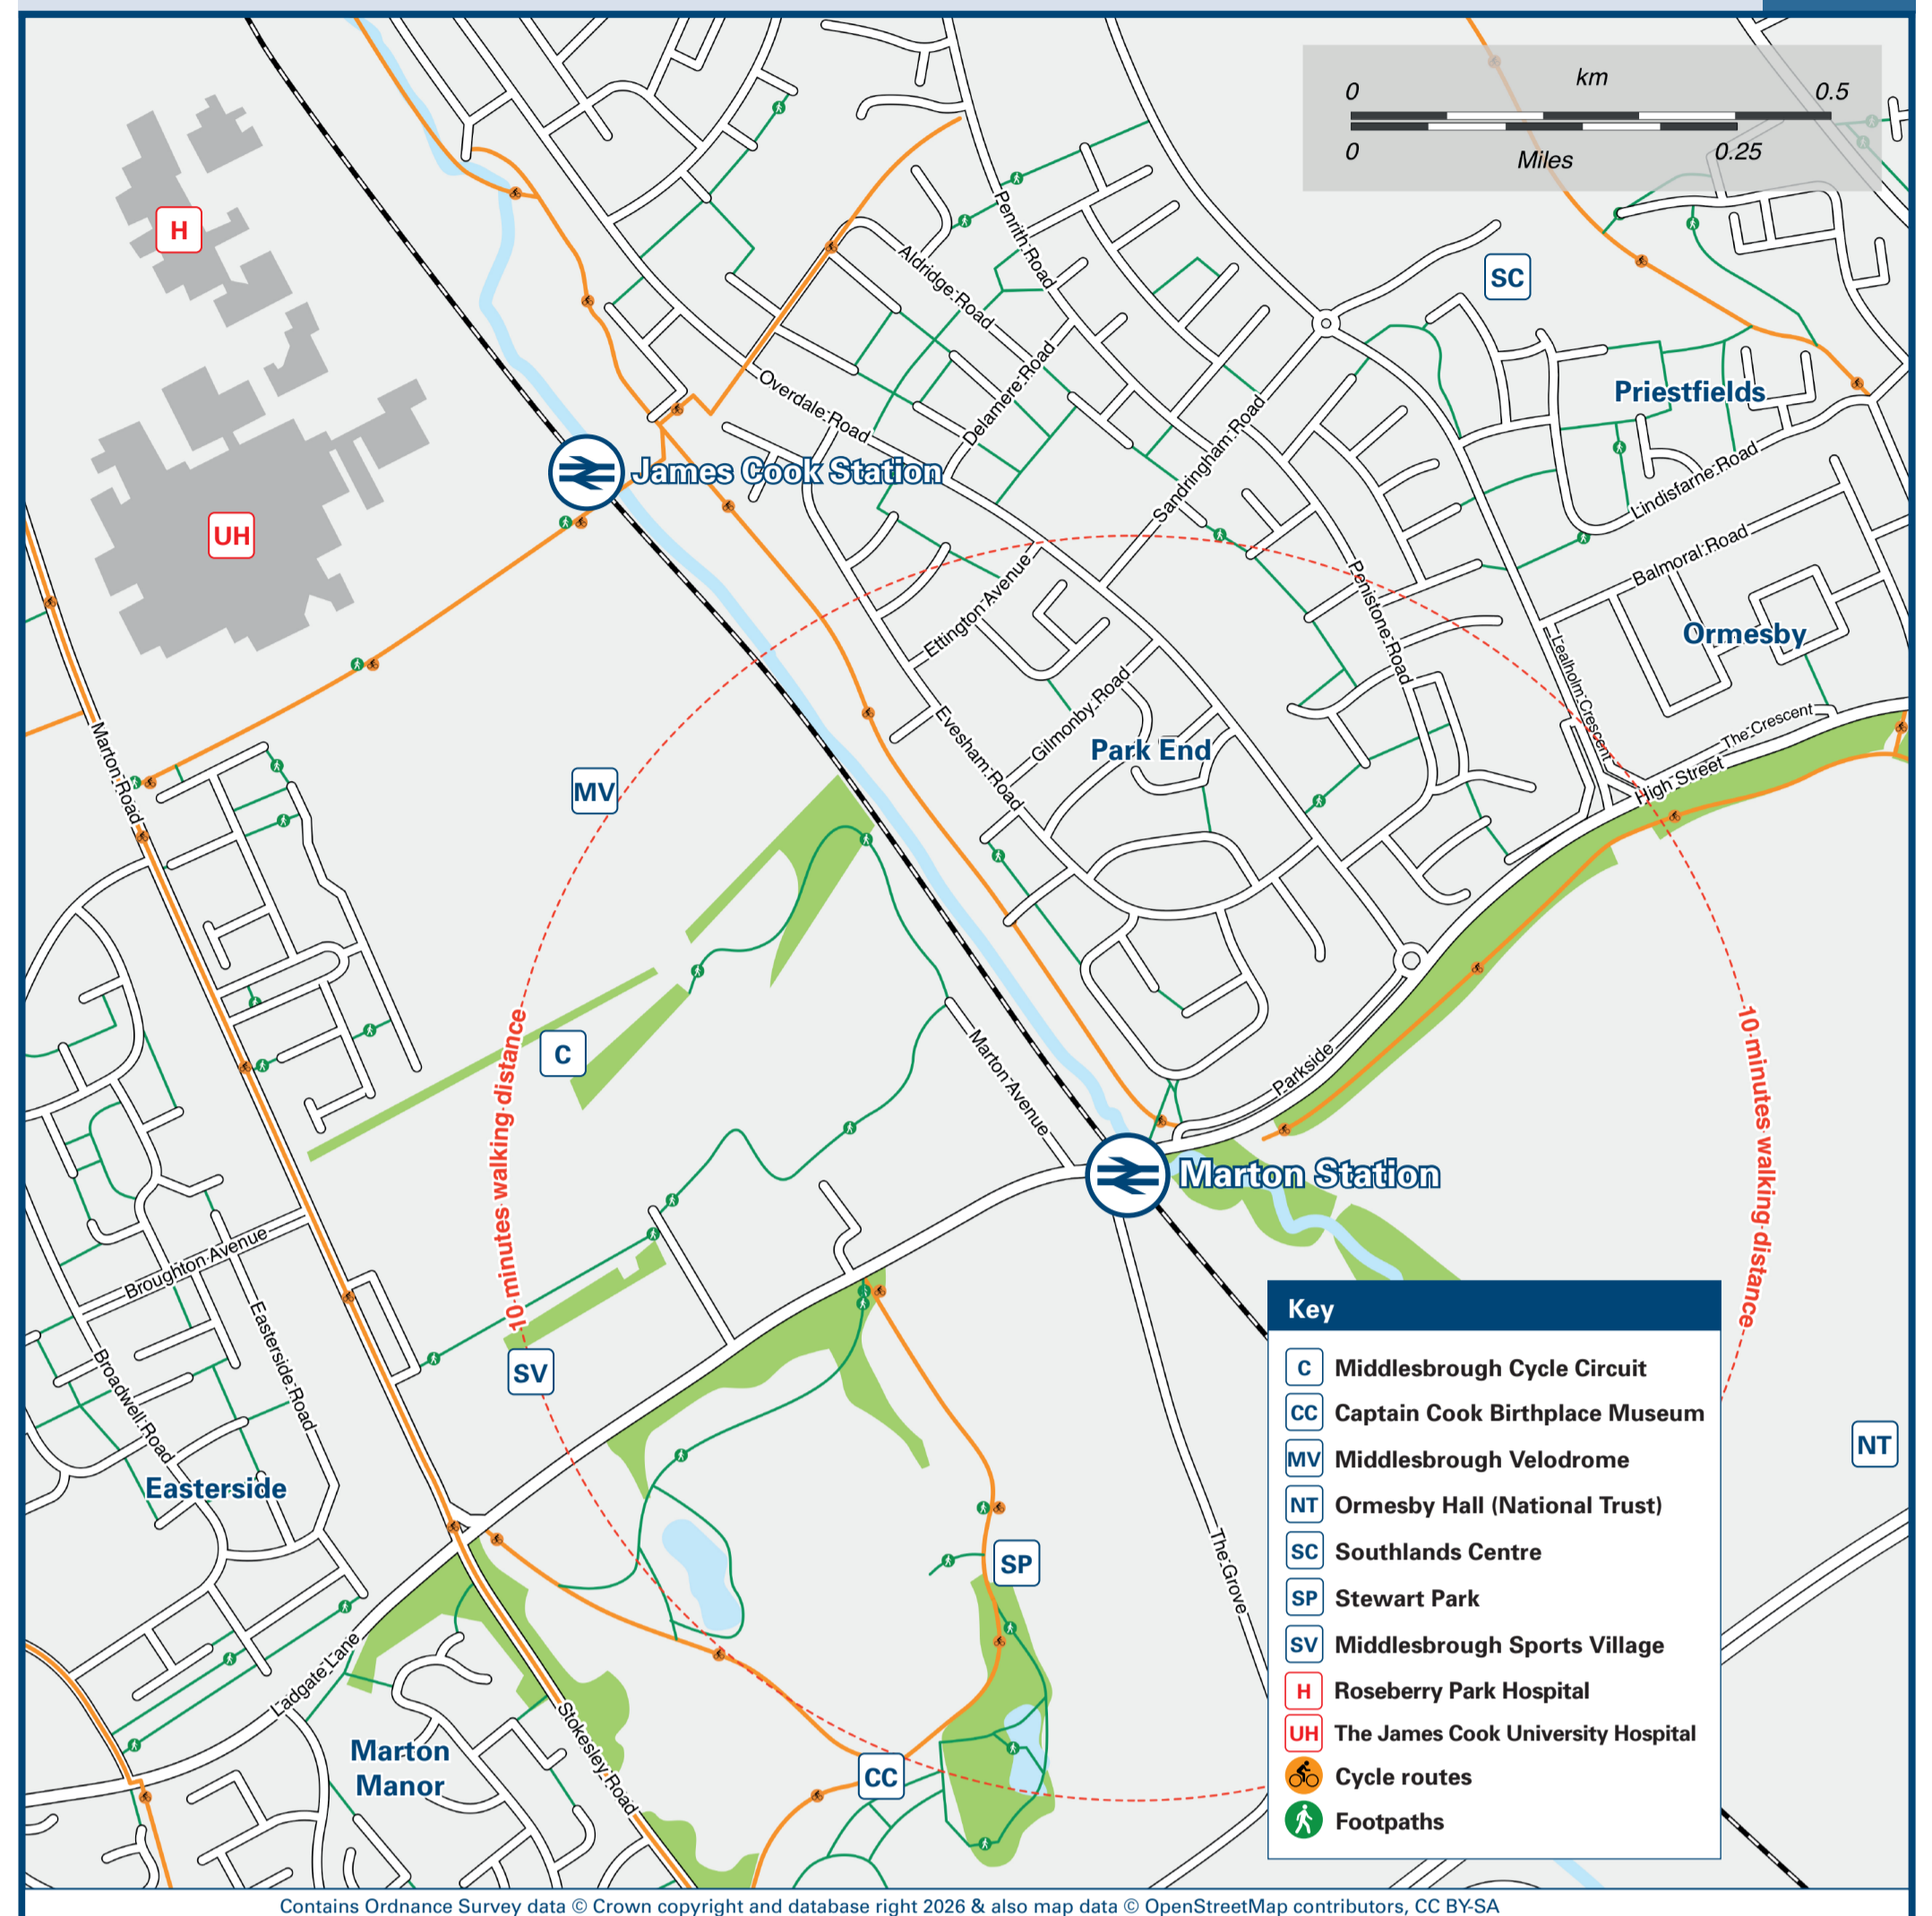 km
0
0.5
0
Miles
0.25
H
SC
Penrith Road
Aldridge Road
Priestfields
Overdale Road
Delamere Road
Sandringham Road
James Cook Station
UH
Lindisfarne Road
Balmoral Road
Ettington Avenue
Penistone Road
Ormesby
Lealholm Crescent
Marton Road
Evesham Road
Gilmonby Road
Park End
The Crescent
High Street
MV
C
Marton Avenue
Parkside
10 minutes walking distance
10 minutes walking distance
Marton Station
Broughton Avenue
Easterside Road
Broadwell Road
SV
Easterside
SP
NT
The Grove
Ladgate Lane
Stokesley Road
Marton
Manor
CC
Key
C Middlesbrough Cycle Circuit
CC Captain Cook Birthplace Museum
MV Middlesbrough Velodrome
NT Ormesby Hall (National Trust)
SC Southlands Centre
SP Stewart Park
SV Middlesbrough Sports Village
H Roseberry Park Hospital
UH The James Cook University Hospital
Cycle routes
Footpaths
Contains Ordnance Survey data © Crown copyright and database right 2026 & also map data © OpenStreetMap contributors, CC BY-SA